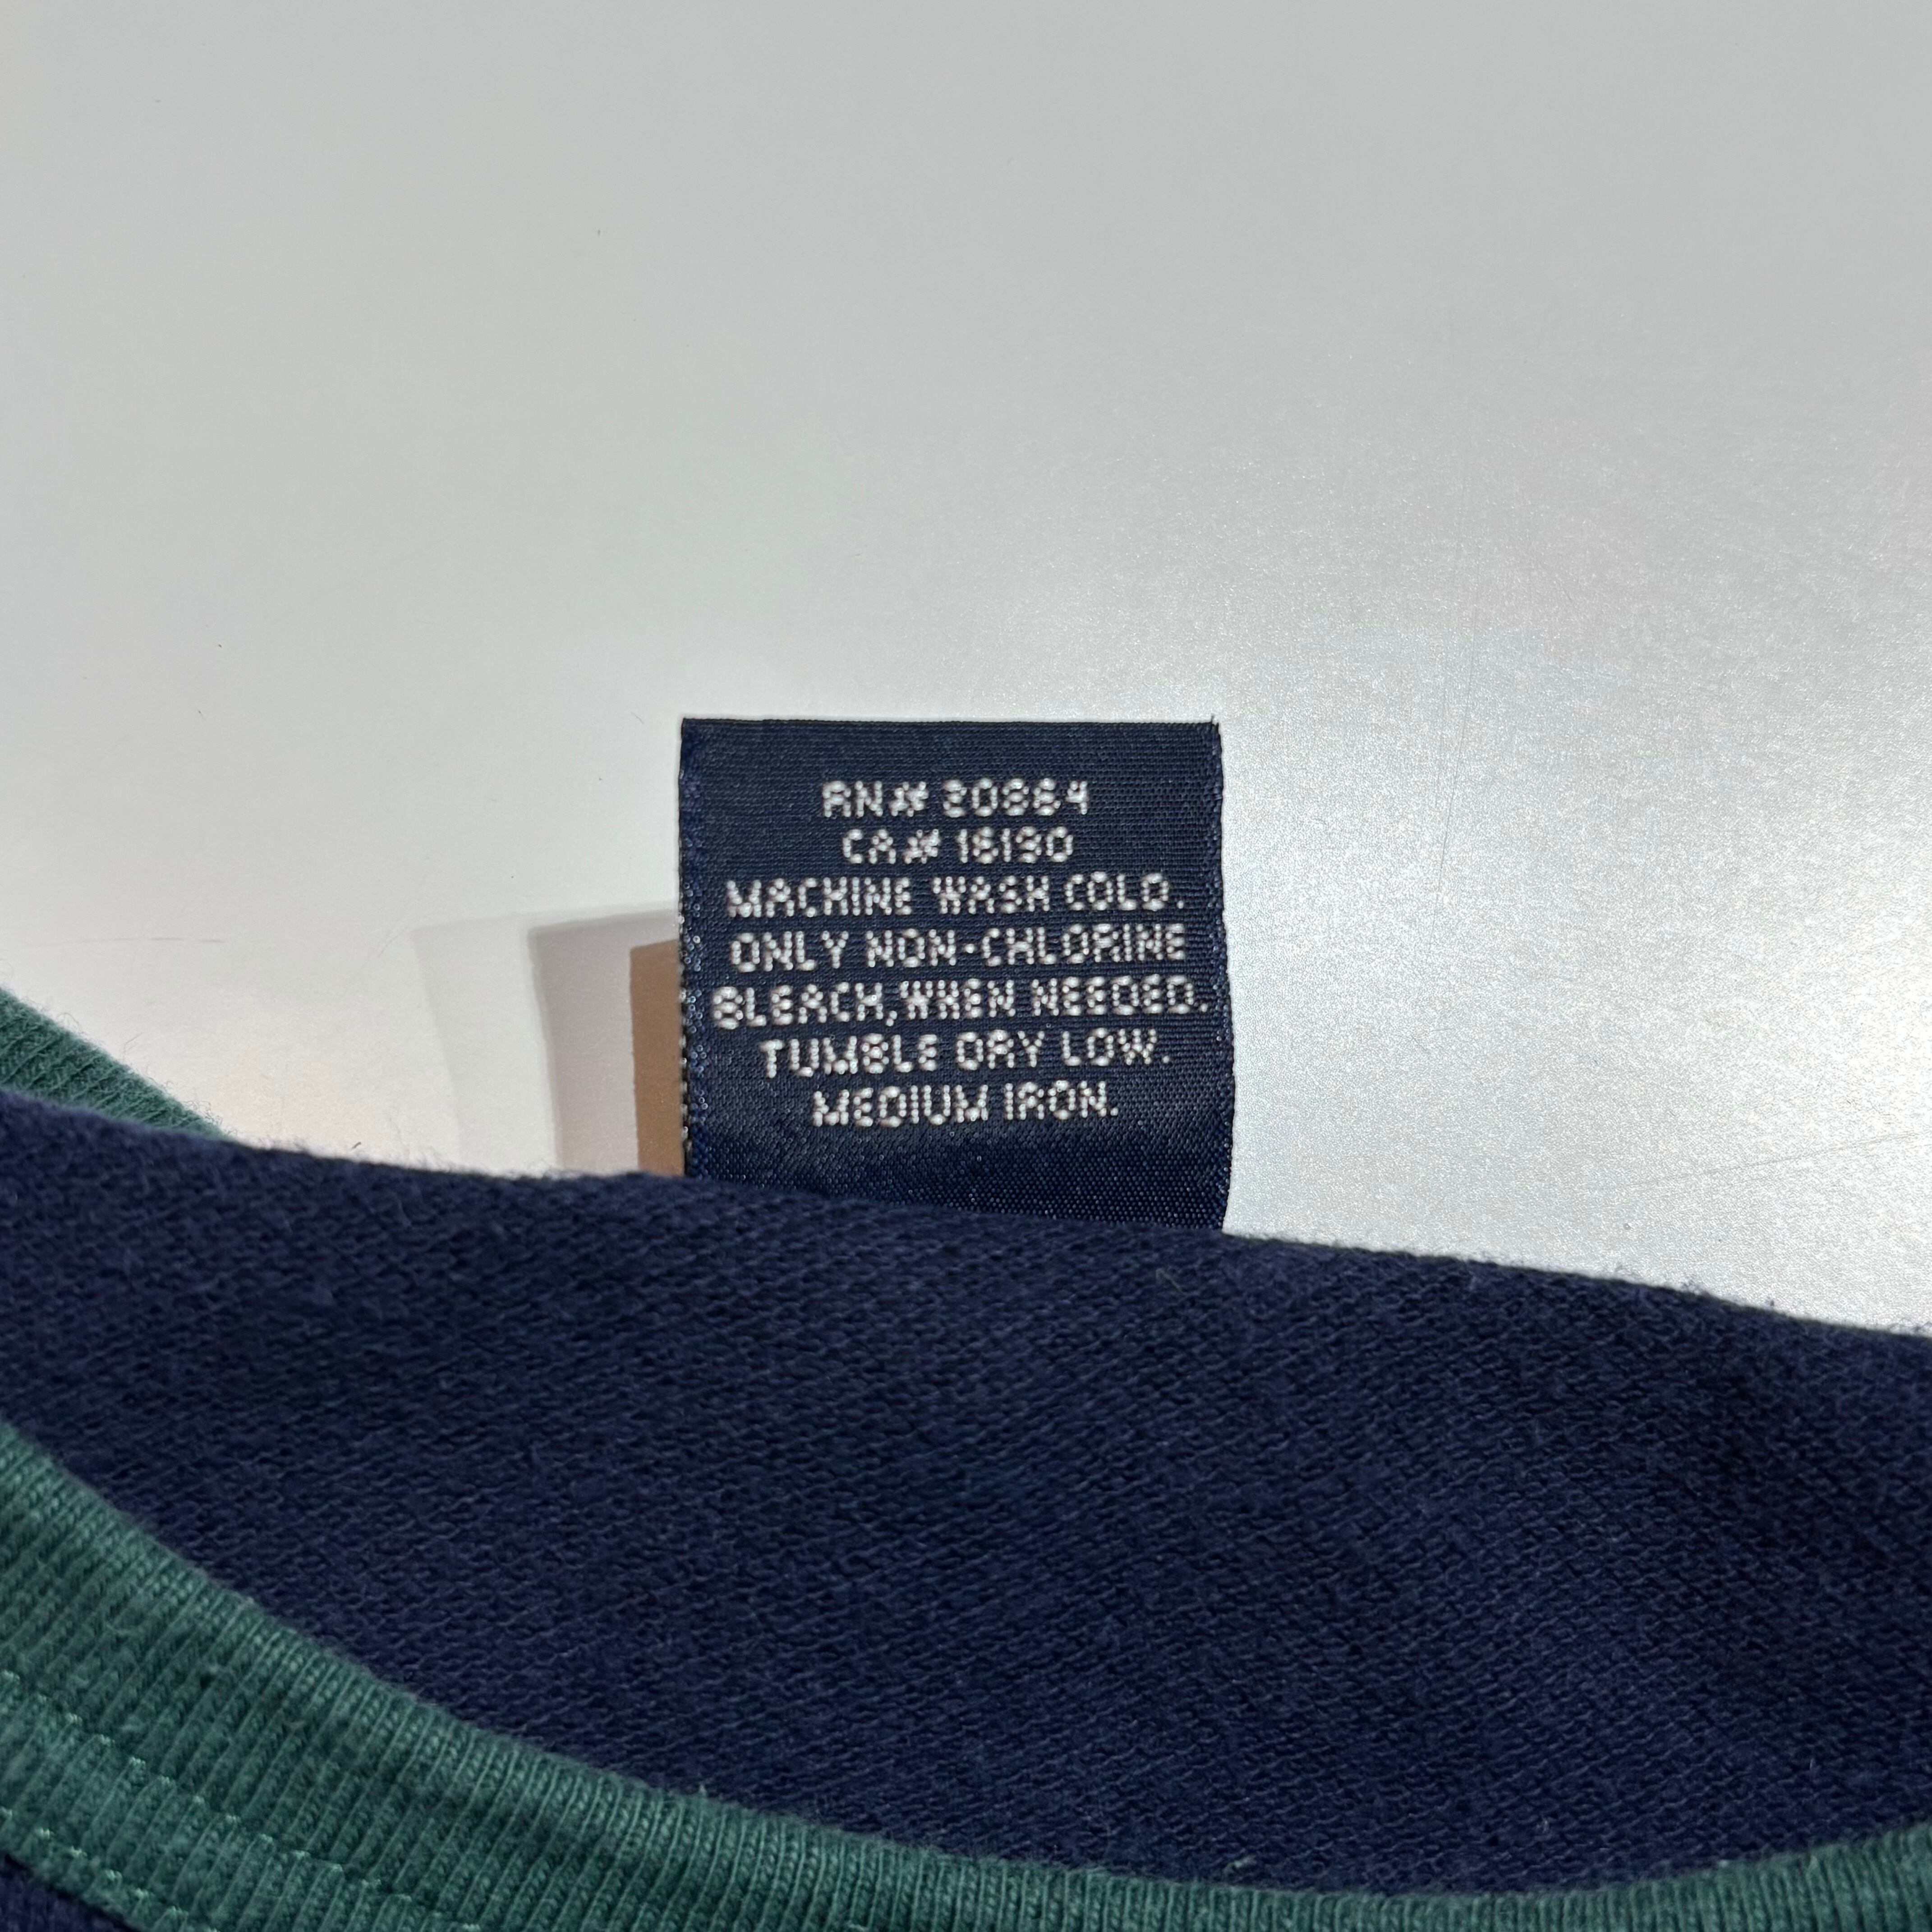 RN# 20864
CA# 16190
MACHINE WASH COLD.
ONLY NON-CHLORINE
BLEACH, WHEN NEEDED.
TUMBLE DRY LOW.
MEDIUM IRON.